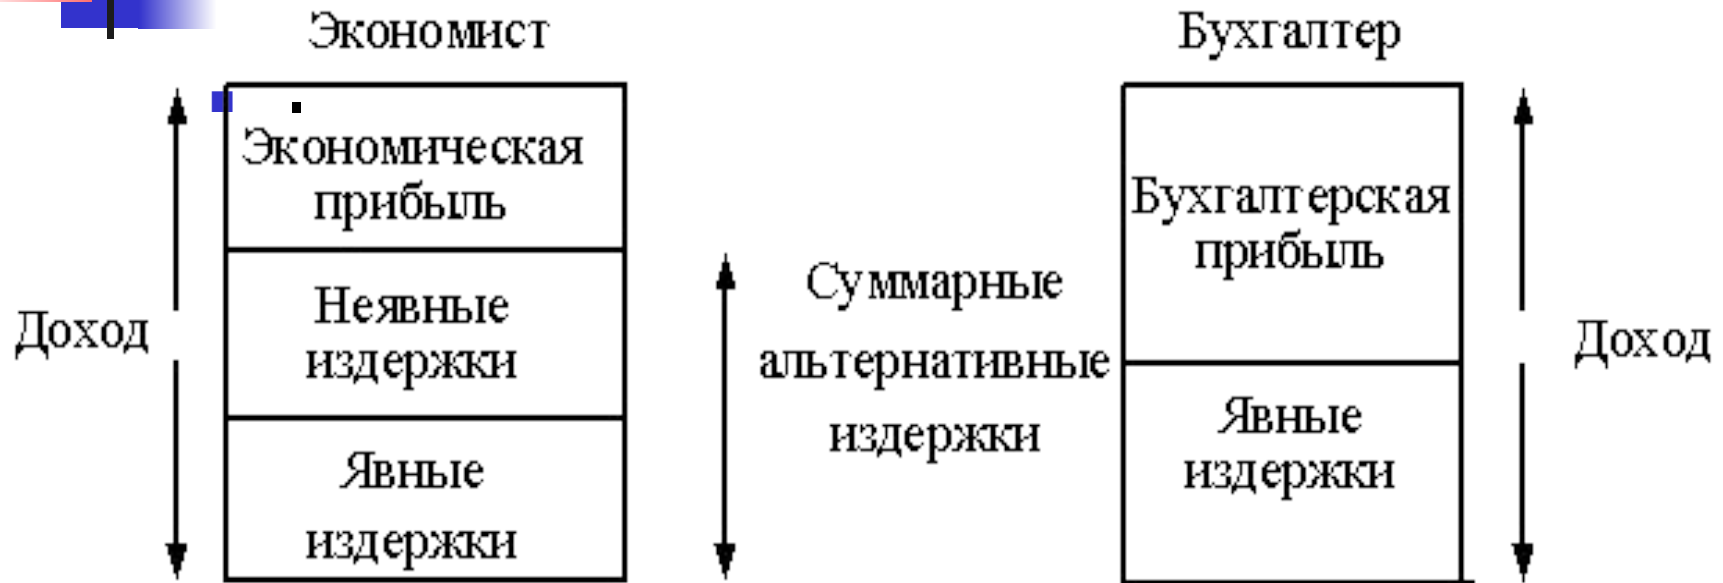 Экономист
Бухгалтер
Экономическая
прибыль
Неявные
издержки
Явные
издержки
Доход
Суммарные
альтернативные
издержки
Бухгалтерская
прибыль
Явные
издержки
Доход